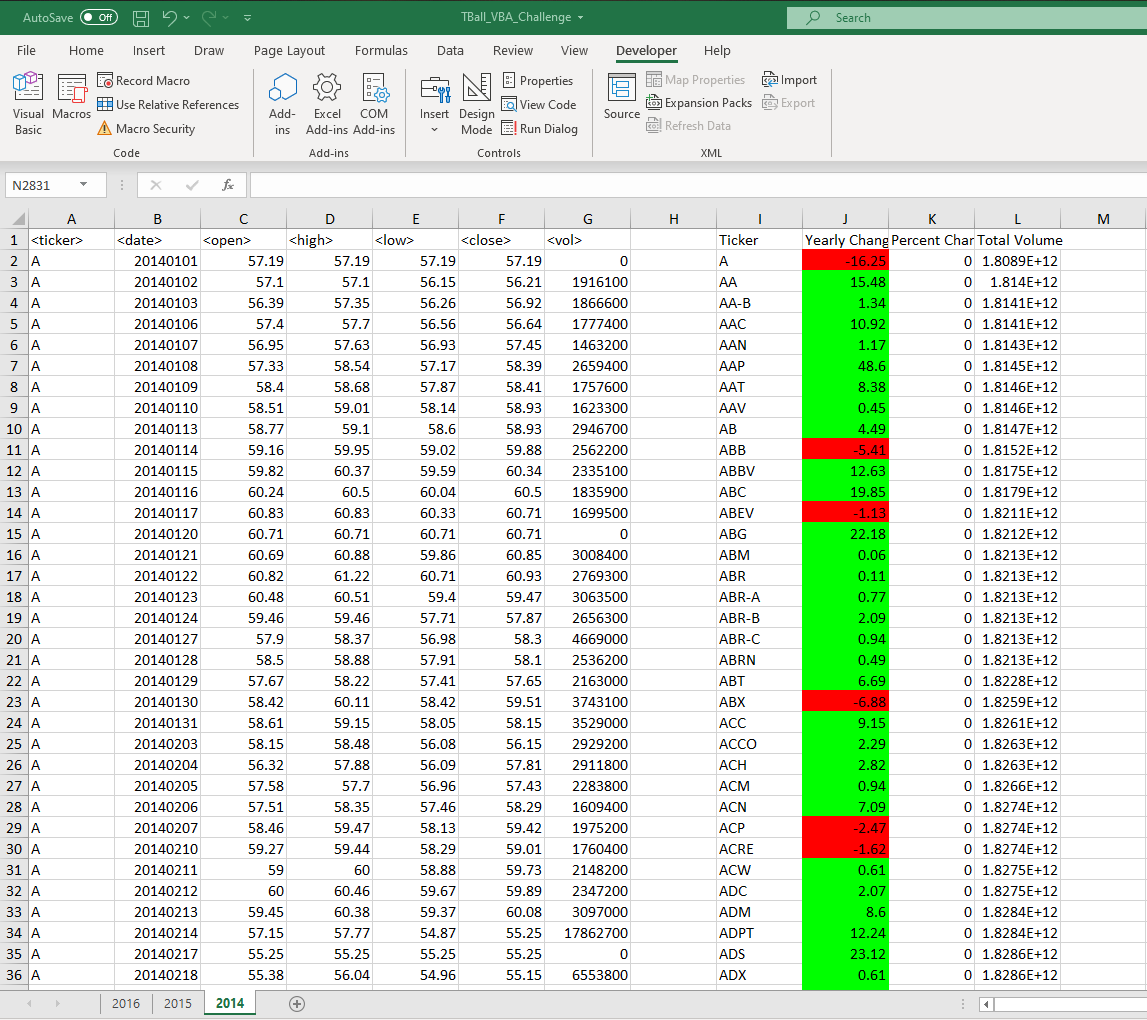 AutoSave Off TBall_VBA_Challenge Search
File Home Insert Draw Page Layout Formulas Data Review View Developer Help
Visual Basic Macros Record Macro Use Relative References Macro Security Code
Add-ins Excel Add-ins COM Add-ins Add-ins
Insert Design Mode Properties View Code Run Dialog Controls
Source Map Properties Expansion Packs Refresh Data Import Export XML
N2831 fx
A B C D E F G H I J K L M
1 <ticker> <date> <open> <high> <low> <close> <vol> Ticker Yearly Chang Percent Char Total Volume
2 A 20140101 57.19 57.19 57.19 57.19 0 A -16.25 0 1.8089E+12
3 A 20140102 57.1 57.1 56.15 56.21 1916100 AA 15.48 0 1.814E+12
4 A 20140103 56.39 57.35 56.26 56.92 1866600 AA-B 1.34 0 1.8141E+12
5 A 20140106 57.4 57.7 56.56 56.64 1777400 AAC 10.92 0 1.8141E+12
6 A 20140107 56.95 57.63 56.93 57.45 1463200 AAN 1.17 0 1.8143E+12
7 A 20140108 57.33 58.54 57.17 58.39 2659400 AAP 48.6 0 1.8145E+12
8 A 20140109 58.4 58.68 57.87 58.41 1757600 AAT 8.38 0 1.8146E+12
9 A 20140110 58.51 59.01 58.14 58.93 1623300 AAV 0.45 0 1.8146E+12
10 A 20140113 58.77 59.1 58.6 58.93 2946700 AB 4.49 0 1.8147E+12
11 A 20140114 59.16 59.95 59.02 59.88 2562200 ABB -5.41 0 1.8152E+12
12 A 20140115 59.82 60.37 59.59 60.34 2335100 ABBV 12.63 0 1.8175E+12
13 A 20140116 60.24 60.5 60.04 60.5 1835900 ABC 19.85 0 1.8179E+12
14 A 20140117 60.83 60.83 60.33 60.71 1699500 ABEV -1.13 0 1.8211E+12
15 A 20140120 60.71 60.71 60.71 60.71 0 ABG 22.18 0 1.8212E+12
16 A 20140121 60.69 60.88 59.86 60.85 3008400 ABM 0.06 0 1.8213E+12
17 A 20140122 60.82 61.22 60.71 60.93 2769300 ABR 0.11 0 1.8213E+12
18 A 20140123 60.48 60.51 59.4 59.47 3063500 ABR-A 0.77 0 1.8213E+12
19 A 20140124 59.46 59.46 57.71 57.87 2656300 ABR-B 2.09 0 1.8213E+12
20 A 20140127 57.9 58.37 56.98 58.3 4669000 ABR-C 0.94 0 1.8213E+12
21 A 20140128 58.5 58.88 57.91 58.1 2536200 ABRN 0.49 0 1.8213E+12
22 A 20140129 57.67 58.22 57.41 57.65 2163000 ABT 6.69 0 1.8228E+12
23 A 20140130 58.42 60.11 58.42 59.51 3743100 ABX -6.88 0 1.8259E+12
24 A 20140131 58.61 59.15 58.05 58.15 3529000 ACC 9.15 0 1.8261E+12
25 A 20140203 58.15 58.48 56.08 56.15 2929200 ACCO 2.29 0 1.8263E+12
26 A 20140204 56.32 57.88 56.09 57.81 2911800 ACH 2.82 0 1.8263E+12
27 A 20140205 57.58 57.7 56.96 57.43 2283800 ACM 0.94 0 1.8266E+12
28 A 20140206 57.51 58.35 57.46 58.29 1609400 ACN 7.09 0 1.8274E+12
29 A 20140207 58.46 59.47 58.13 59.42 1975200 ACP -2.47 0 1.8274E+12
30 A 20140210 59.27 59.44 58.29 59.01 1760400 ACRE -1.62 0 1.8274E+12
31 A 20140211 59 60 58.88 59.73 2148200 ACW 0.61 0 1.8275E+12
32 A 20140212 60 60.46 59.67 59.89 2347200 ADC 2.07 0 1.8275E+12
33 A 20140213 59.45 60.38 59.37 60.08 3097000 ADM 8.6 0 1.8284E+12
34 A 20140214 57.15 57.77 54.87 55.25 17862700 ADPT 12.24 0 1.8284E+12
35 A 20140217 55.25 55.25 55.25 55.25 0 ADS 23.12 0 1.8286E+12
36 A 20140218 55.38 56.04 54.96 55.15 6553800 ADX 0.61 0 1.8286E+12
2016 2015 2014